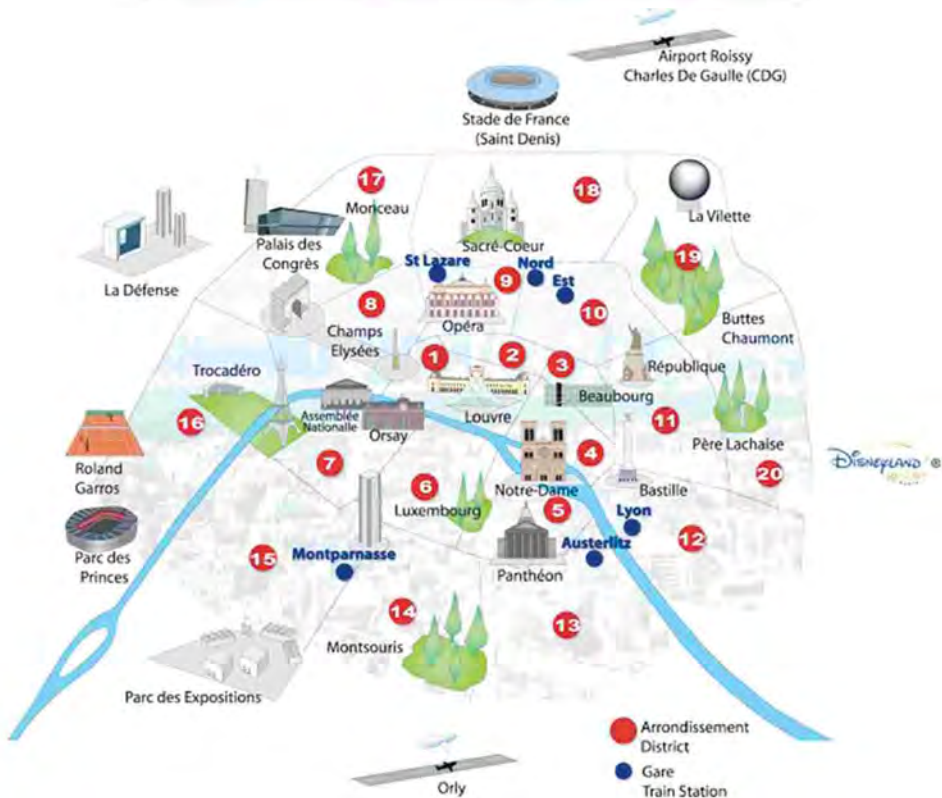 Airport Roissy
Charles De Gaulle (CDG)
Stade de France
(Saint Denis)
17
Monceau
18
La Vilette
Palais des
Congrès
Sacré-Coeur
19
La Défense
St Lazare
Nord
9
Est
8
10
Opéra
Buttes
Chaumont
Champs
Elysées
1
2
3
République
Trocadéro
Beaubourg
Louvre
Assemblée
Nationalle
Orsay
16
11
Père Lachaise
Roland
Garros
7
4
20
DISNEYLAND ®
6
Luxembourg
Notre-Dame
Bastille
5
Lyon
12
Parc des
Princes
15
Montparnasse
Panthéon
Austerlitz
14
13
Montsouris
Parc des Expositions
Arrondissement
District
Gare
Train Station
Orly